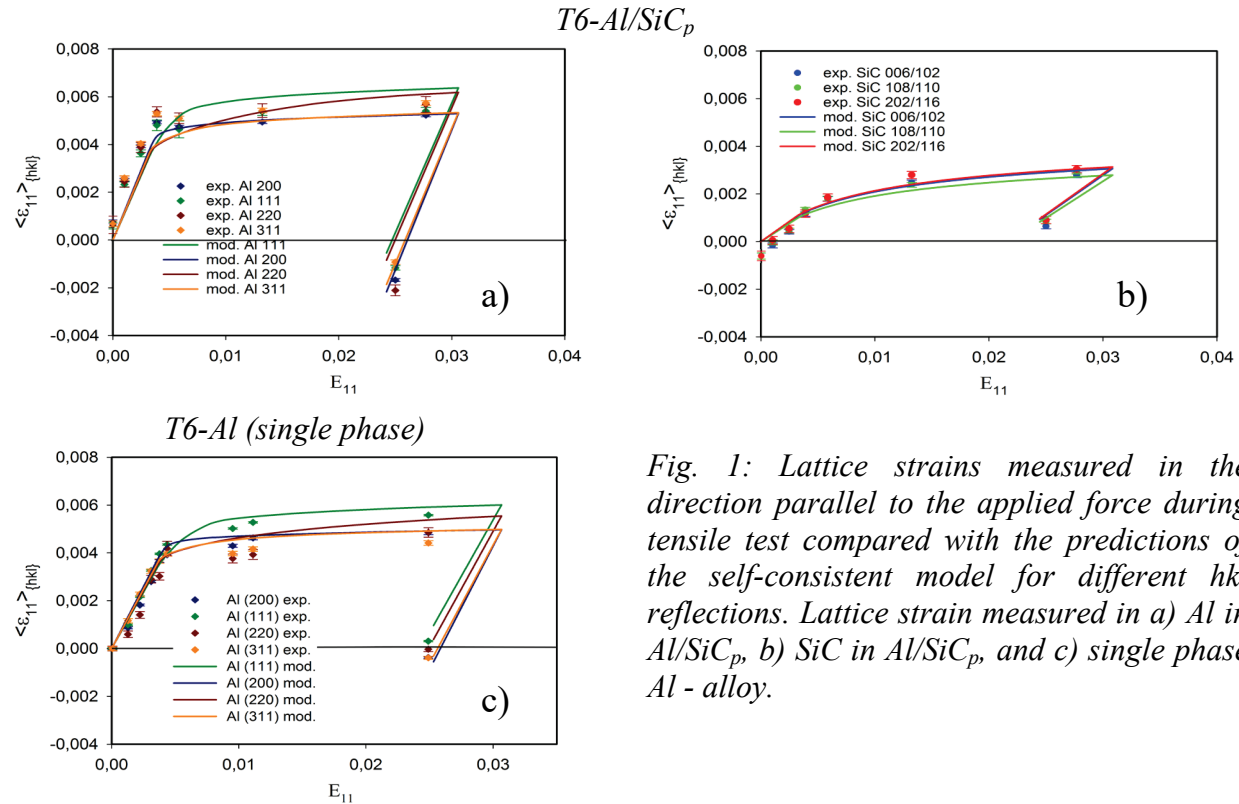 T6-Al/SiCp
0,008
0,006
0,004
0,002
0,000
-0,002
-0,004
<ε11>{hkl}
exp. Al 200
exp. Al 111
exp. Al 220
exp. Al 311
mod. Al 111
mod. Al 200
mod. Al 220
mod. Al 311
a)
0,00 0,01 0,02 0,03 0,04
E11
0,008
0,006
0,004
0,002
0,000
-0,002
-0,004
<ε11>{hkl}
exp. SiC 006/102
exp. SiC 108/110
exp. SiC 202/116
mod. SiC 006/102
mod. SiC 108/110
mod. SiC 202/116
b)
0,00 0,01 0,02 0,03 0,04
E11
T6-Al (single phase)
0,008
0,006
0,004
0,002
0,000
-0,002
-0,004
<ε11>{hkl}
Al (200) exp.
Al (111) exp.
Al (220) exp.
Al (311) exp.
Al (111) mod.
Al (200) mod.
Al (220) mod.
Al (311) mod.
c)
0,00 0,01 0,02 0,03
E11
Fig. 1: Lattice strains measured in the
direction parallel to the applied force during
tensile test compared with the predictions of
the self-consistent model for different hk
reflections. Lattice strain measured in a) Al in
Al/SiCp, b) SiC in Al/SiCp, and c) single phase
Al - alloy.